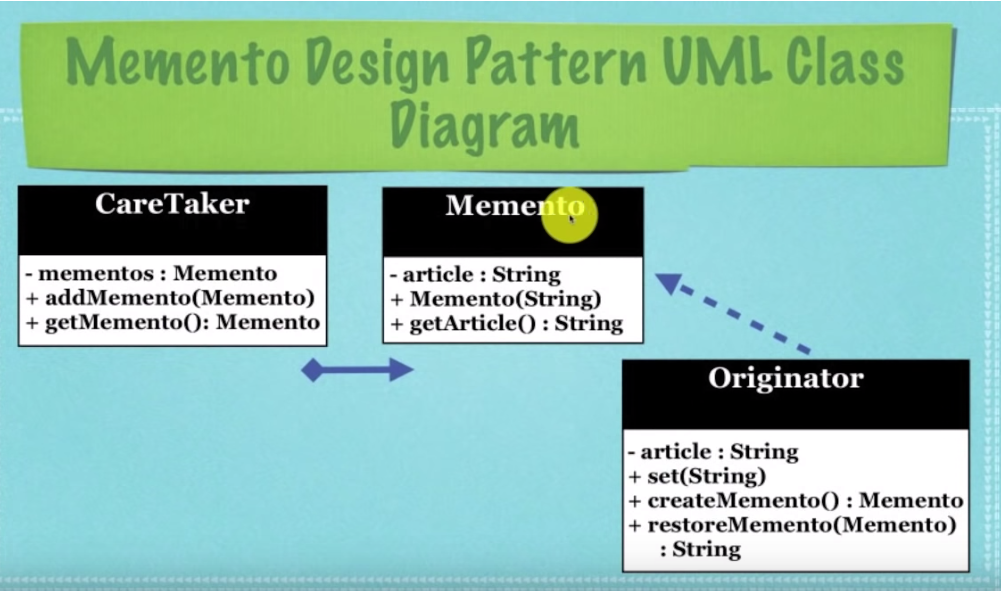 Memento Design Pattern UML Class
Diagram
CareTaker
- mementos : Memento
+ addMemento(Memento)
+ getMemento(): Memento
Memento
- article : String
+ Memento(String)
+ getArticle() : String
Originator
- article : String
+ set(String)
+ createMemento() : Memento
+ restoreMemento(Memento)
: String